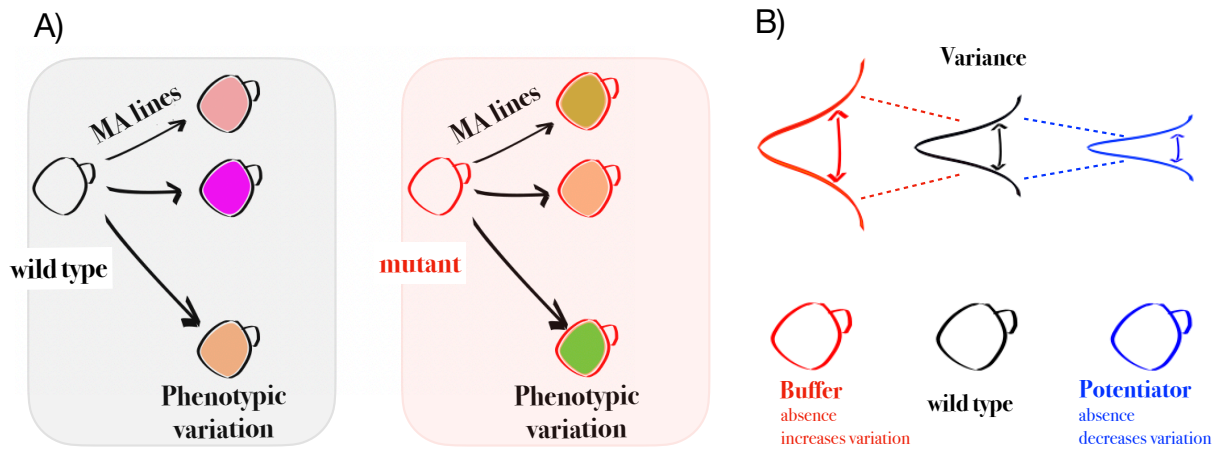 A)
MA lines
wild type
Phenotypic
variation
MA lines
mutant
Phenotypic
variation
B)
Variance
Buffer
absence
increases variation
wild type
Potentiator
absence
decreases variation